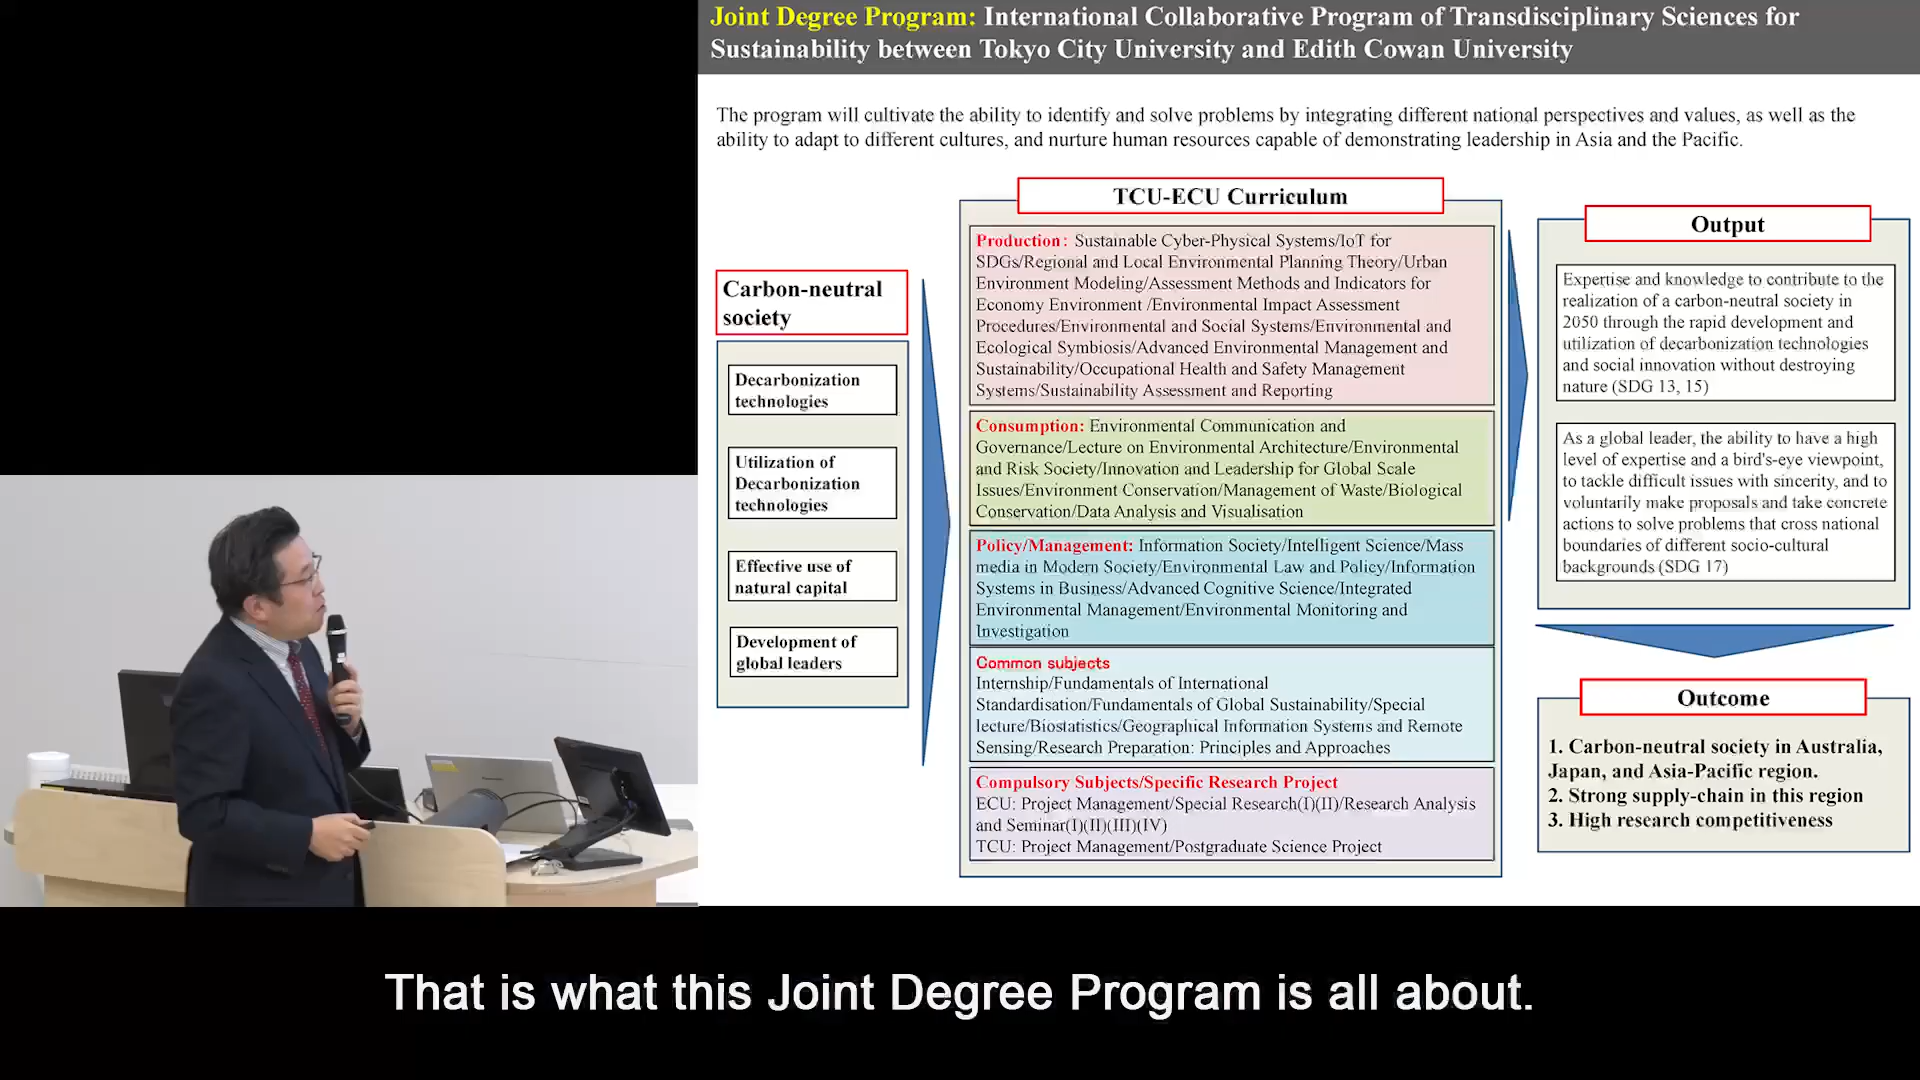 Joint Degree Program: International Collaborative Program of Transdisciplinary Sciences for
Sustainability between Tokyo City University and Edith Cowan University
The program will cultivate the ability to identify and solve problems by integrating different national perspectives and values, as well as the
ability to adapt to different cultures, and nurture human resources capable of demonstrating leadership in Asia and the Pacific.
Carbon-neutral
society
Decarbonization
technologies
Utilization of
Decarbonization
technologies
Effective use of
natural capital
Development of
global leaders
TCU-ECU Curriculum
Production: Sustainable Cyber-Physical Systems/IoT for
SDGs/Regional and Local Environmental Planning Theory/Urban
Environment Modeling/Assessment Methods and Indicators for
Economy Environment /Environmental Impact Assessment
Procedures/Environmental and Social Systems/Environmental and
Ecological Symbiosis/Advanced Environmental Management and
Sustainability/Occupational Health and Safety Management
Systems/Sustainability Assessment and Reporting
Consumption: Environmental Communication and
Governance/Lecture on Environmental Architecture/Environmental
and Risk Society/Innovation and Leadership for Global Scale
Issues/Environment Conservation/Management of Waste/Biological
Conservation/Data Analysis and Visualisation
Policy/Management: Information Society/Intelligent Science/Mass
media in Modern Society/Environmental Law and Policy/Information
Systems in Business/Advanced Cognitive Science/Integrated
Environmental Management/Environmental Monitoring and
Investigation
Common subjects
Internship/Fundamentals of International
Standardisation/Fundamentals of Global Sustainability/Special
lecture/Biostatistics/Geographical Information Systems and Remote
Sensing/Research Preparation: Principles and Approaches
Compulsory Subjects/Specific Research Project
ECU: Project Management/Special Research(I)(II)/Research Analysis
and Seminar(I)(II)(III)(IV)
TCU: Project Management/Postgraduate Science Project
Output
Expertise and knowledge to contribute to the
realization of a carbon-neutral society in
2050 through the rapid development and
utilization of decarbonization technologies
and social innovation without destroying
nature (SDG 13, 15)
As a global leader, the ability to have a high
level of expertise and a bird's-eye viewpoint,
to tackle difficult issues with sincerity, and to
voluntarily make proposals and take concrete
actions to solve problems that cross national
boundaries of different socio-cultural
backgrounds (SDG 17)
Outcome
1. Carbon-neutral society in Australia,
Japan, and Asia-Pacific region.
2. Strong supply-chain in this region
3. High research competitiveness
That is what this Joint Degree Program is all about.